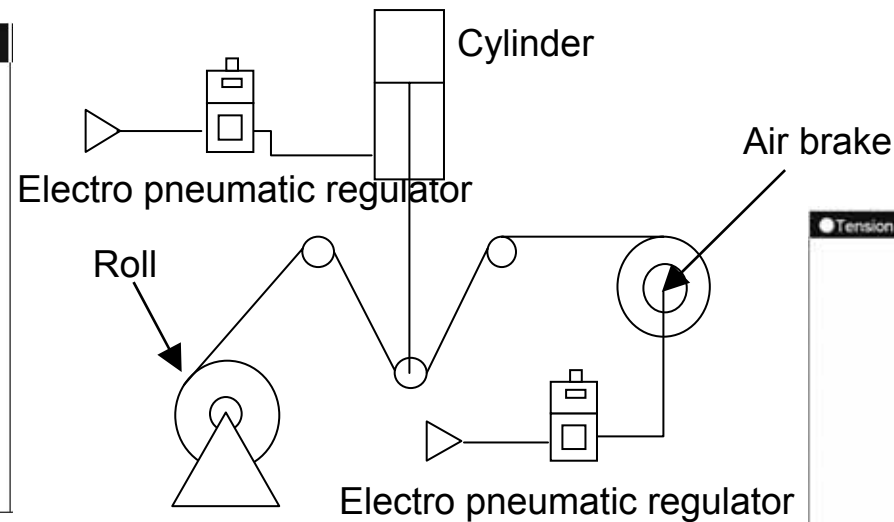 Cylinder
Air brake
Electro pneumatic regulator
●Tension
Roll
Electro pneumatic regulator